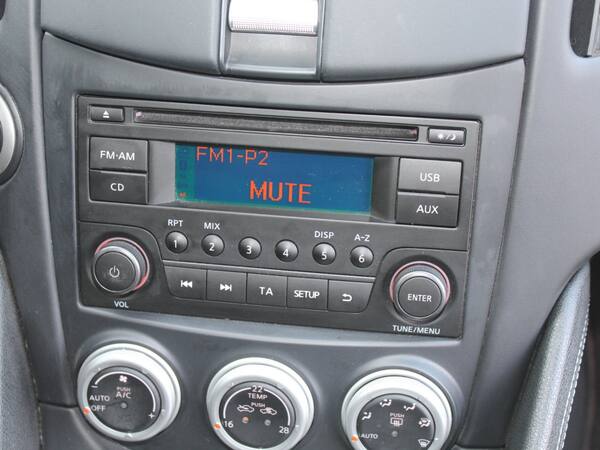 FM1-P2
MUTE
FM·AM
CD
USB
AUX
RPT
MIX
DISP
A-Z
1
2
3
4
5
6
TA
SETUP
VOL
ENTER
TUNE/MENU
PUSH
A/C
AUTO
OFF
22
TEMP
PUSH
16
28
PUSH
AUTO